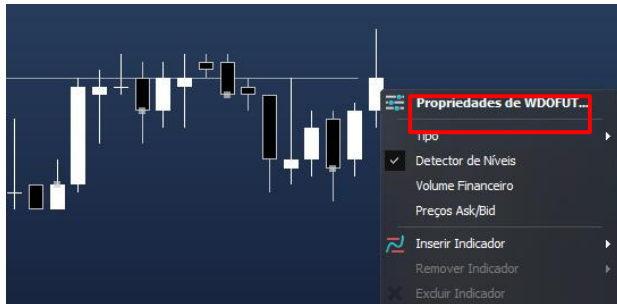 Propriedades de WDOFUT...
Tipo
Detector de Níveis
Volume Financeiro
Preços Ask/Bid
Inserir Indicador
Remover Indicador
Excluir Indicador